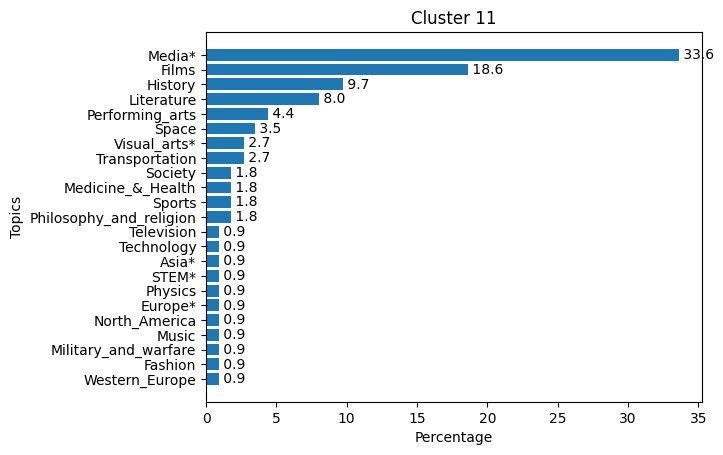 Cluster 11
Topics
Media* 33.6
Films 18.6
History 9.7
Literature 8.0
Performing_arts 4.4
Space 3.5
Visual_arts* 2.7
Transportation 2.7
Society 1.8
Medicine_&_Health 1.8
Sports 1.8
Philosophy_and_religion 1.8
Television 0.9
Technology 0.9
Asia* 0.9
STEM* 0.9
Physics 0.9
Europe* 0.9
North_America 0.9
Music 0.9
Military_and_warfare 0.9
Fashion 0.9
Western_Europe 0.9
0 5 10 15 20 25 30 35
Percentage